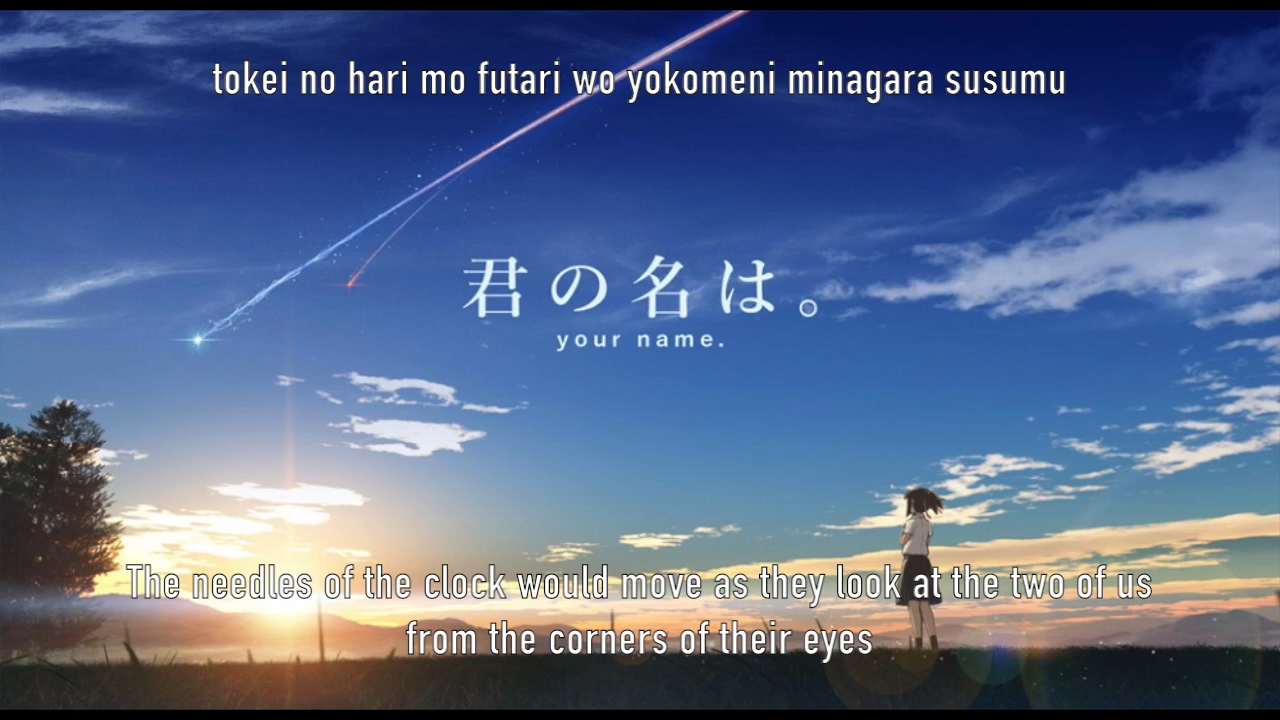 tokei no hari mo futari wo yokomeni minagara susumu
君の名は。
your name.
The needles of the clock would move as they look at the two of us
from the corners of their eyes